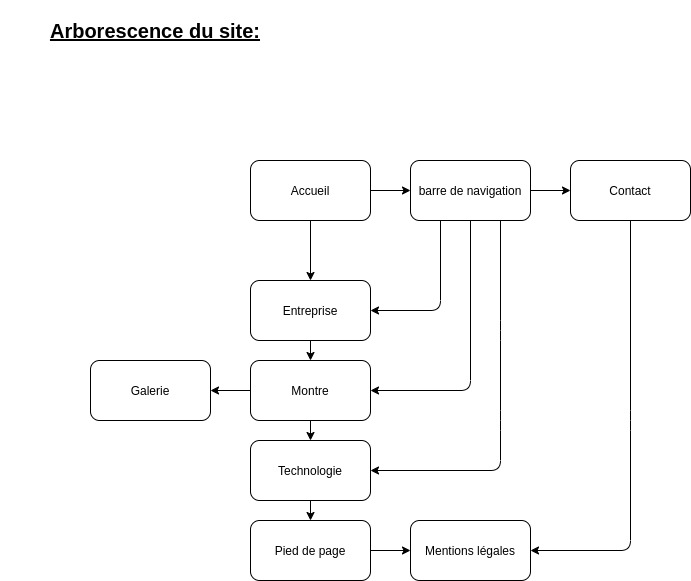 Arborescence du site:
Accueil
barre de navigation
Contact
Entreprise
Galerie
Montre
Technologie
Pied de page
Mentions légales